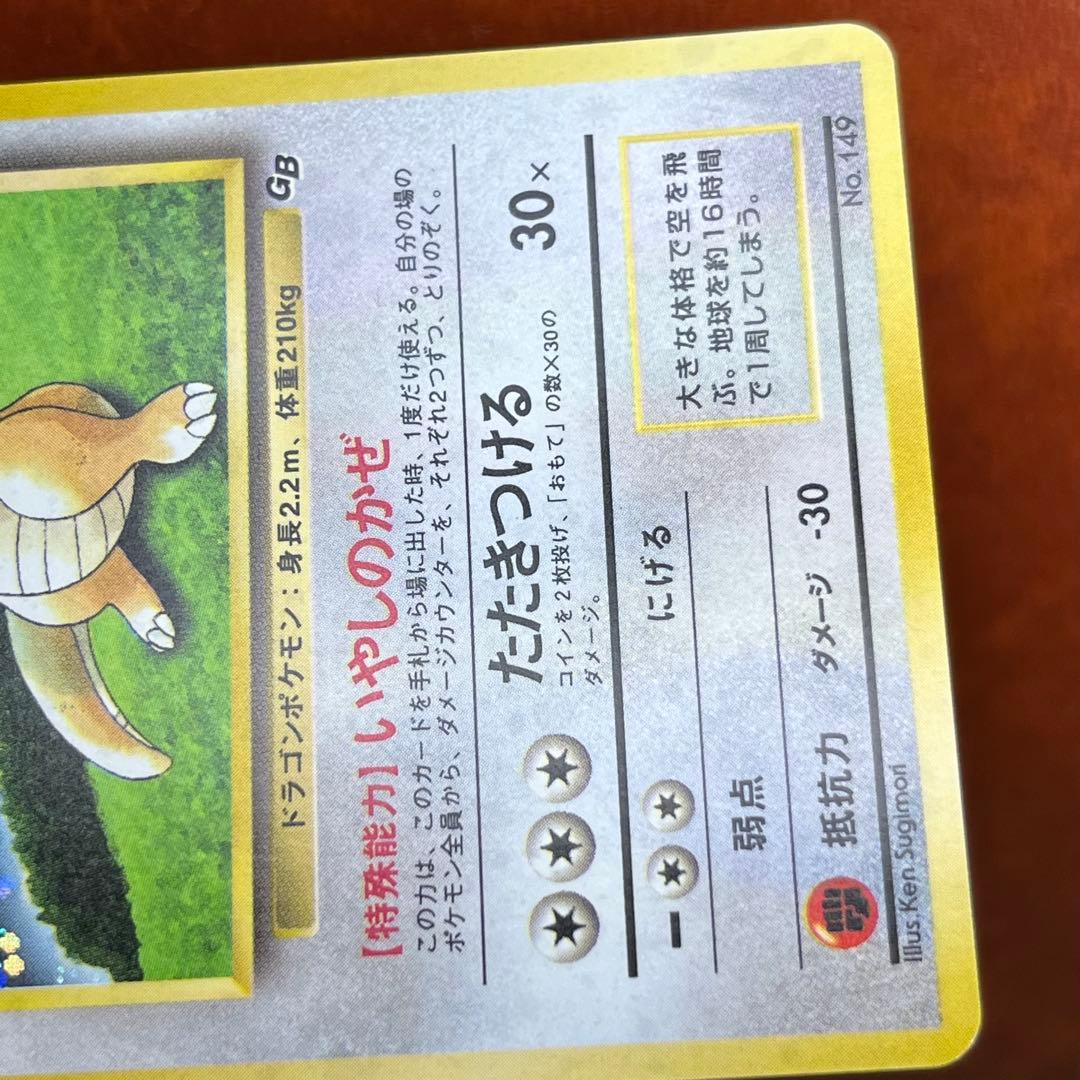 GB
ドラゴンポケモン：身長2.2m、体重210kg
【特殊能力】いやしのかぜ
この力は、このカードを手札から場に出した時、1度だけ使える。自分の場の
ポケモン全員から、ダメージカウンターを、それぞれ2つずつ、とりのぞく。
たたきつける 30×
コインを2枚投げ、「おもて」の数×30の
ダメージ。
にげる
弱点
抵抗力 ダメージ -30
大きな体格で空を飛
ぶ。地球を約16時間
で1周してしまう。
Illus. Ken Sugimori
No.149